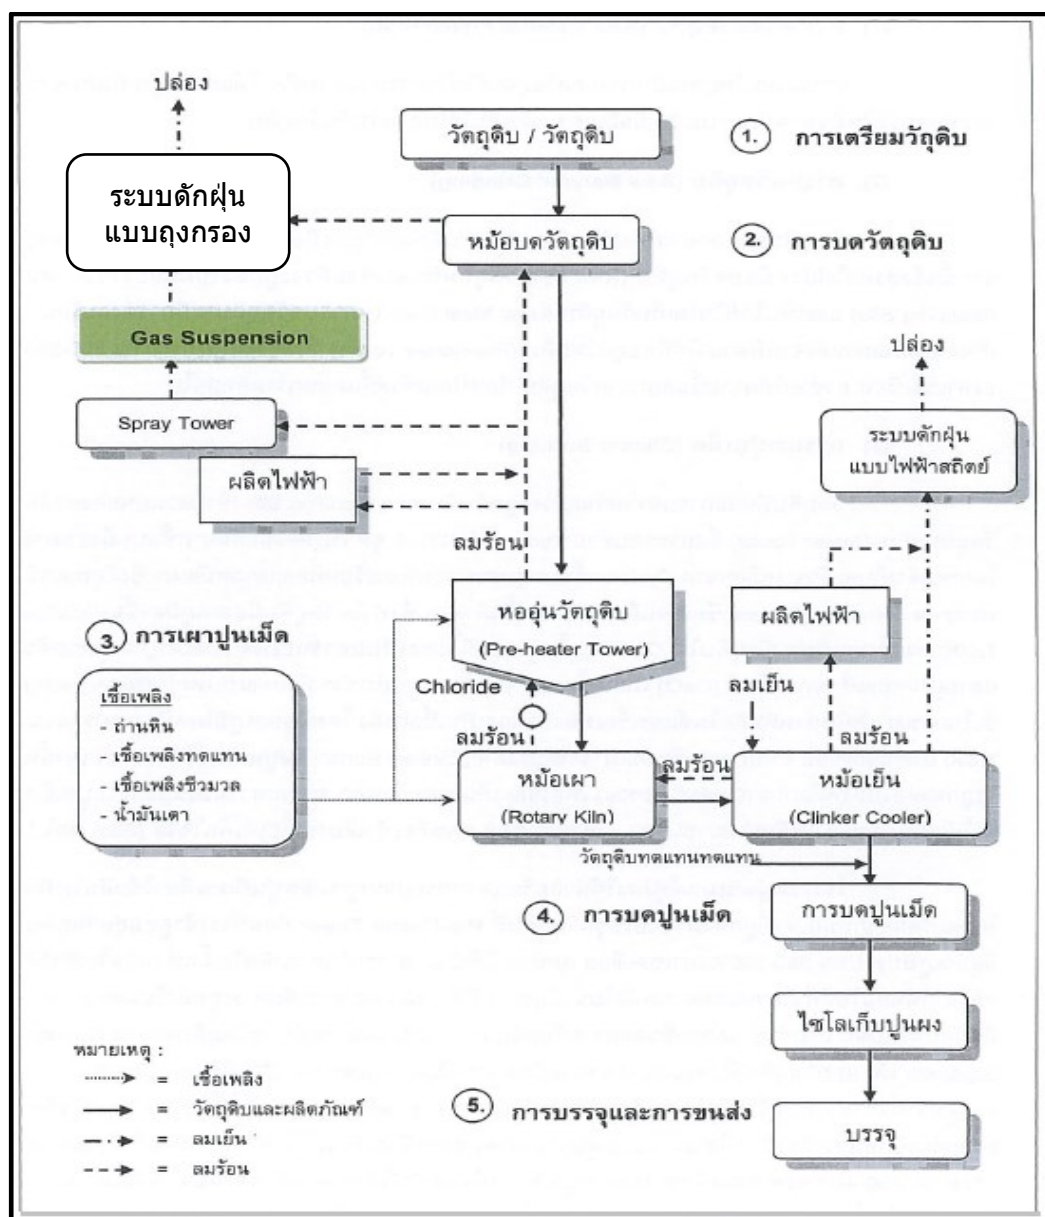 ปล่อง
วัตถุดิบ / วัตถุดิบ
1. การเตรียมวัถุดิบ
ระบบดักฝุ่น
แบบถุงกรอง
หม้อบดวัตถุดิบ
2. การบดวัตถุดิบ
Gas Suspension
ปล่อง
Spray Tower
ระบบดักฝุ่น
แบบไฟฟ้าสถิตย์
ผลิตไฟฟ้า
ลมร้อน
หออุ่นวัตถุดิบ
(Pre-heater Tower)
ผลิตไฟฟ้า
3. การเผาปูนเม็ด
Chloride
ลมเย็น
เชื้อเพลิง
- ถ่านหิน
- เชื้อเพลิงทดแทน
- เชื้อเพลิงชีวมวล
- น้ำมันเตา
ลมร้อน
ลมร้อน
หม้อเผา
(Rotary Kiln)
ลมร้อน
หม้อเย็น
(Clinker Cooler)
วัตถุดิบทดแทนทดแทน
4. การบดปูนเม็ด
การบดปูนเม็ด
ไซโลเก็บปูนผง
หมายเหตุ :
= เชื้อเพลิง
= วัตถุดิบและผลิตภัณฑ์
= ลมเย็น
= ลมร้อน
5. การบรรจุและการขนส่ง
บรรจุ